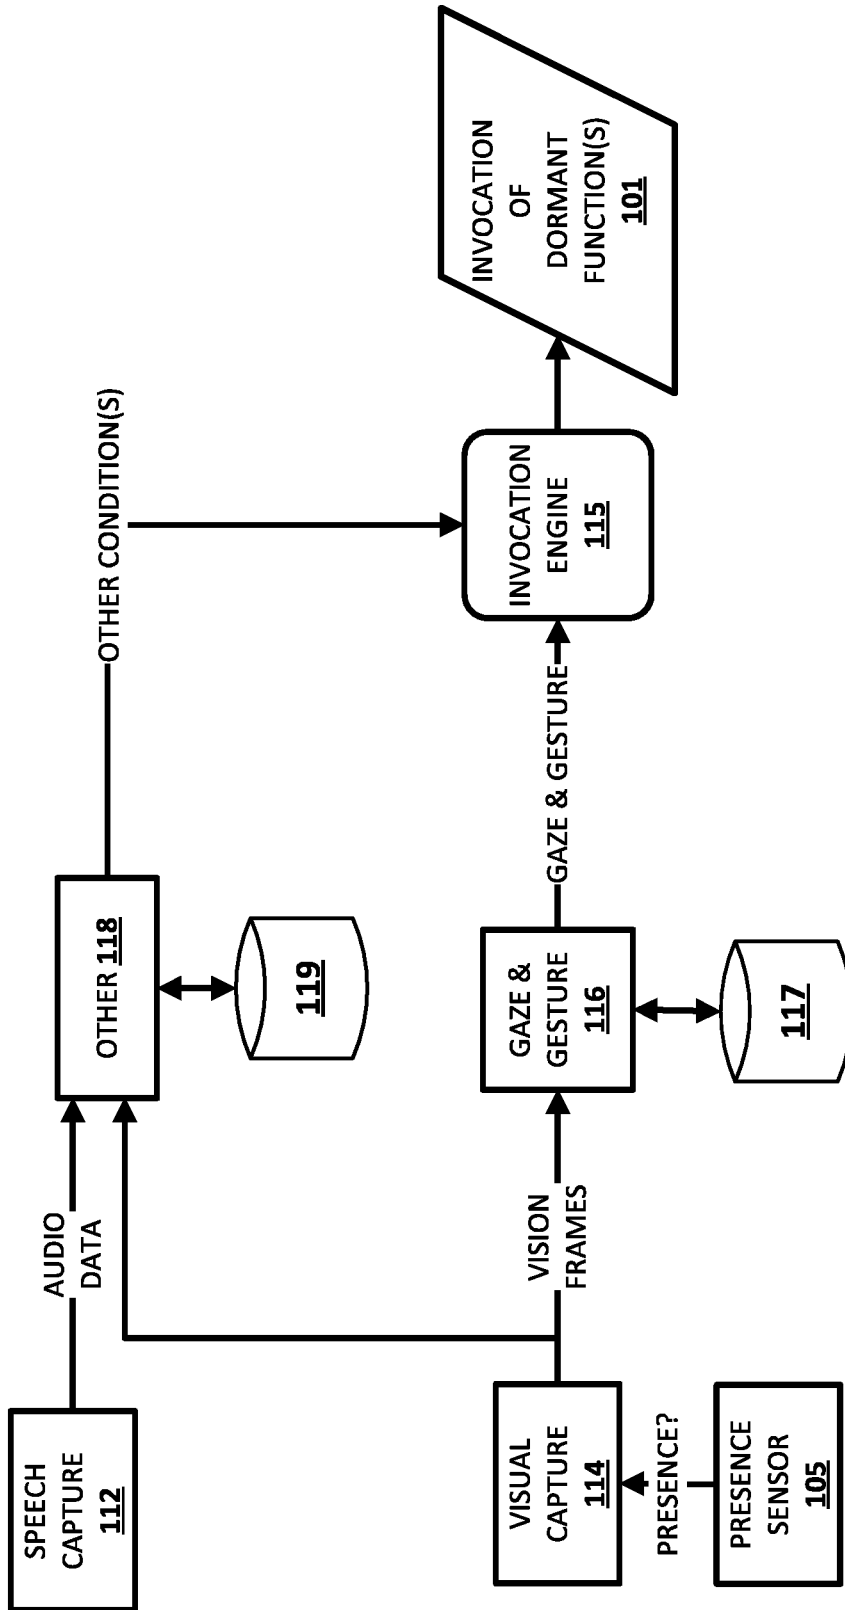 SPEECH
CAPTURE
112
AUDIO
DATA
OTHER 118
119
OTHER CONDITION(S)
VISUAL
CAPTURE
114
VISION
FRAMES
GAZE &
GESTURE
116
117
GAZE & GESTURE
INVOCATION
ENGINE
115
INVOCATION
OF
DORMANT
FUNCTION(S)
101
PRESENCE?
PRESENCE
SENSOR
105